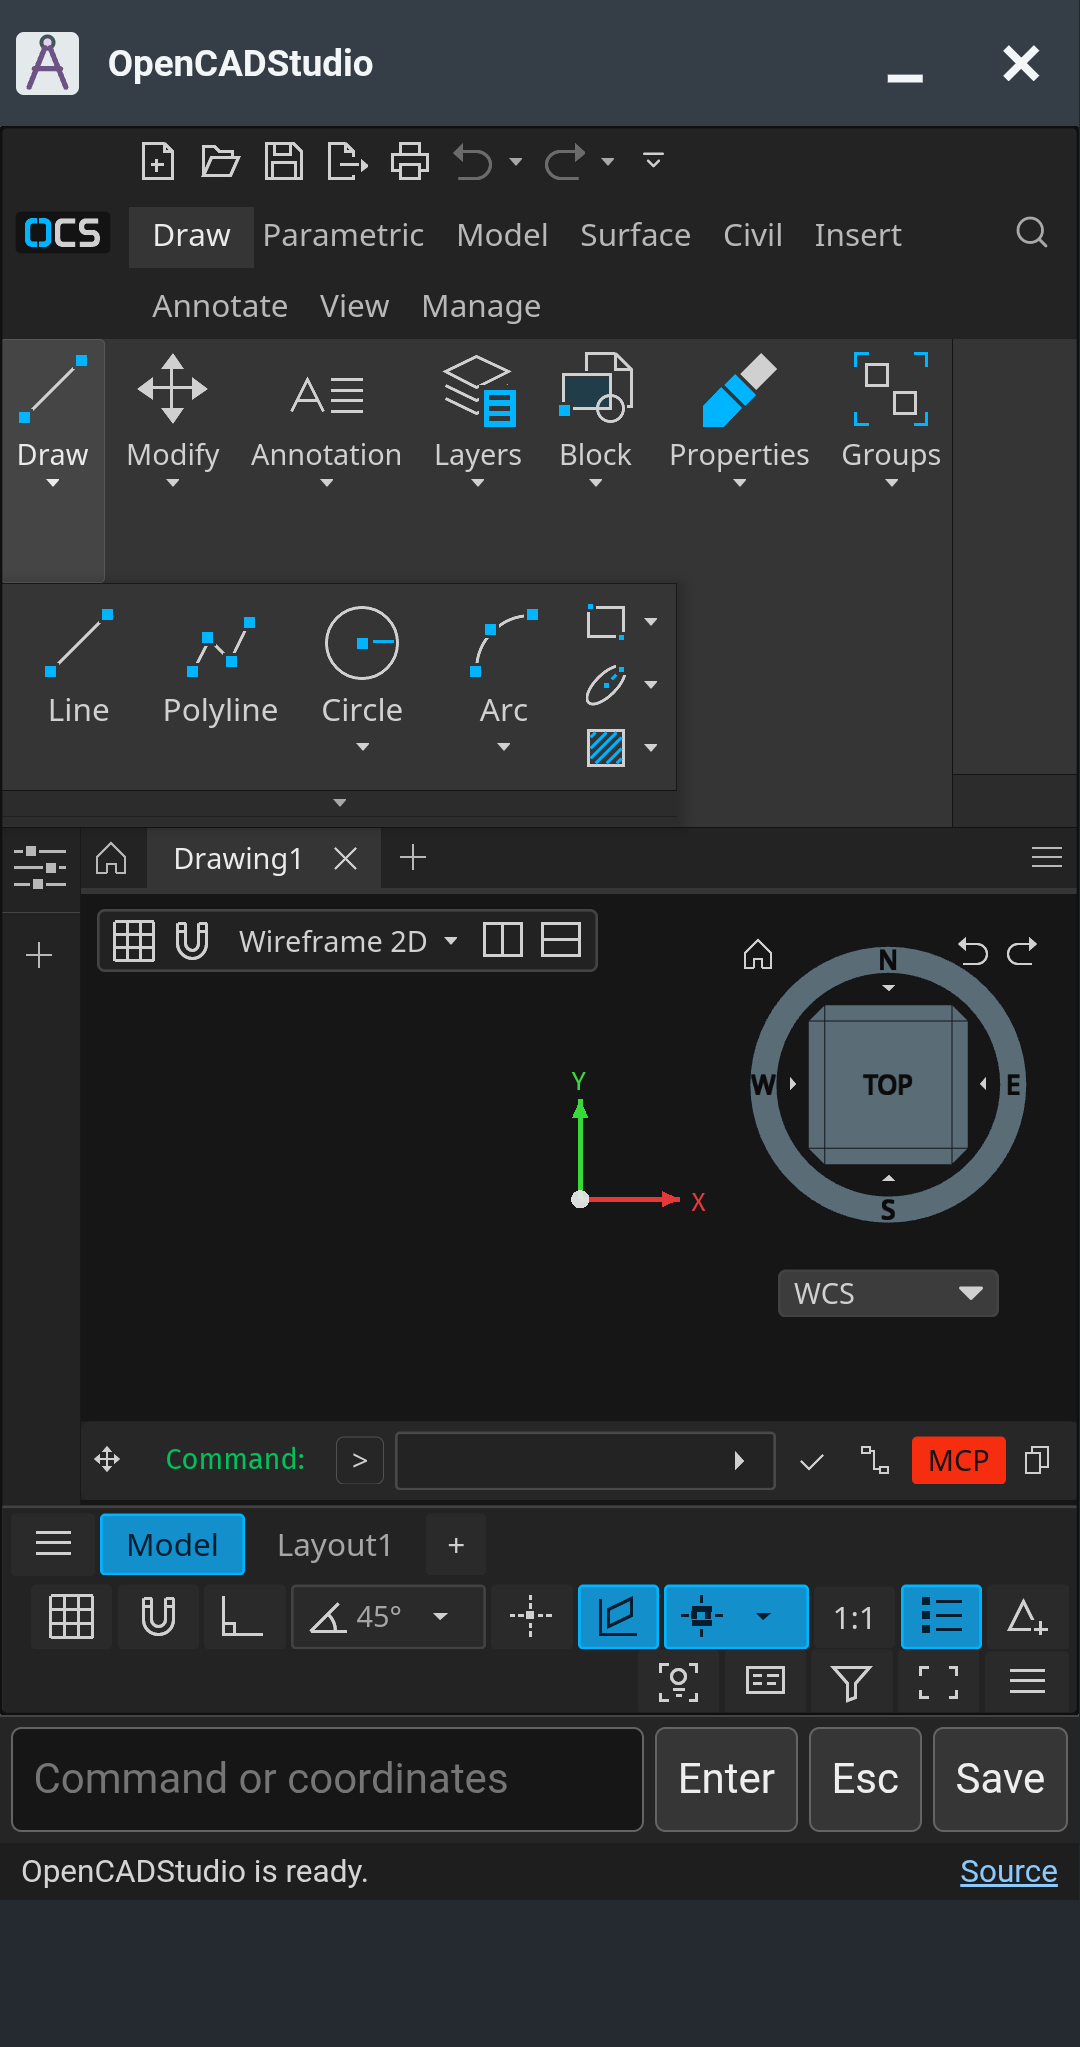 OpenCADStudio
OCS Draw Parametric Model Surface Civil Insert
Annotate View Manage
Draw Modify Annotation Layers Block Properties Groups
Line Polyline Circle Arc
Drawing1
Wireframe 2D
N
W TOP E
S
Y
X
WCS
Command: > MCP
Model Layout1 +
45° 1:1
Command or coordinates Enter Esc Save
OpenCADStudio is ready. Source